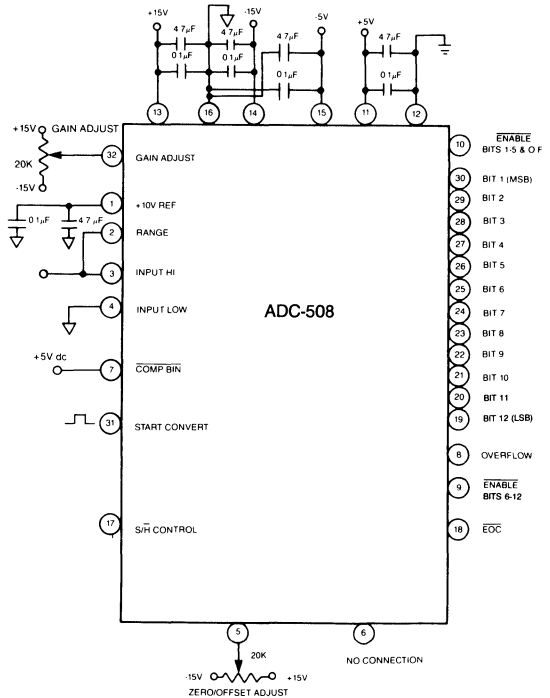 +15V
-15V
-5V
+5V
4 7µF
4 7µF
4 7µF
4 7µF
0 1µF
0 1µF
0 1µF
0 1µF
13
16
14
15
11
12
+15V
GAIN ADJUST
20K
-15V
32
GAIN ADJUST
1
+10V REF
0 1µF
4 7µF
2
RANGE
3
INPUT HI
4
INPUT LOW
+5V dc
7
COMP BIN
31
START CONVERT
17
S/H CONTROL
ADC-508
10
ENABLE
BITS 1-5 & O F
30
BIT 1 (MSB)
29
BIT 2
28
BIT 3
27
BIT 4
26
BIT 5
25
BIT 6
24
BIT 7
23
BIT 8
22
BIT 9
21
BIT 10
20
BIT 11
19
BIT 12 (LSB)
8
OVERFLOW
9
ENABLE
BITS 6-12
18
EOC
5
6
20K
NO CONNECTION
-15V
+15V
ZERO/OFFSET ADJUST